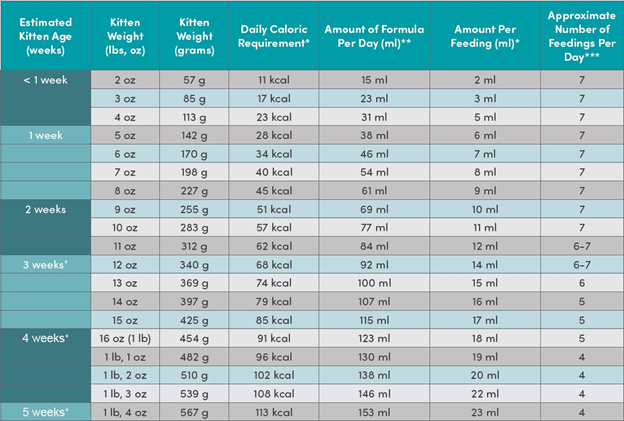 Estimated Kitten Age (weeks) Kitten Weight (lbs, oz) Kitten Weight (grams) Daily Caloric Requirement* Amount of Formula Per Day (ml)** Amount Per Feeding (ml)* Approximate Number of Feedings Per Day***
< 1 week 2 oz 57 g 11 kcal 15 ml 2 ml 7
3 oz 85 g 17 kcal 23 ml 3 ml 7
4 oz 113 g 23 kcal 31 ml 5 ml 7
1 week 5 oz 142 g 28 kcal 38 ml 6 ml 7
6 oz 170 g 34 kcal 46 ml 7 ml 7
7 oz 198 g 40 kcal 54 ml 8 ml 7
8 oz 227 g 45 kcal 61 ml 9 ml 7
2 weeks 9 oz 255 g 51 kcal 69 ml 10 ml 7
10 oz 283 g 57 kcal 77 ml 11 ml 7
11 oz 312 g 62 kcal 84 ml 12 ml 6-7
3 weeks⁺ 12 oz 340 g 68 kcal 92 ml 14 ml 6-7
13 oz 369 g 74 kcal 100 ml 15 ml 6
14 oz 397 g 79 kcal 107 ml 16 ml 5
15 oz 425 g 85 kcal 115 ml 17 ml 5
4 weeks⁺ 16 oz (1 lb) 454 g 91 kcal 123 ml 18 ml 5
1 lb, 1 oz 482 g 96 kcal 130 ml 19 ml 4
1 lb, 2 oz 510 g 102 kcal 138 ml 20 ml 4
1 lb, 3 oz 539 g 108 kcal 146 ml 22 ml 4
5 weeks⁺ 1 lb, 4 oz 567 g 113 kcal 153 ml 23 ml 4